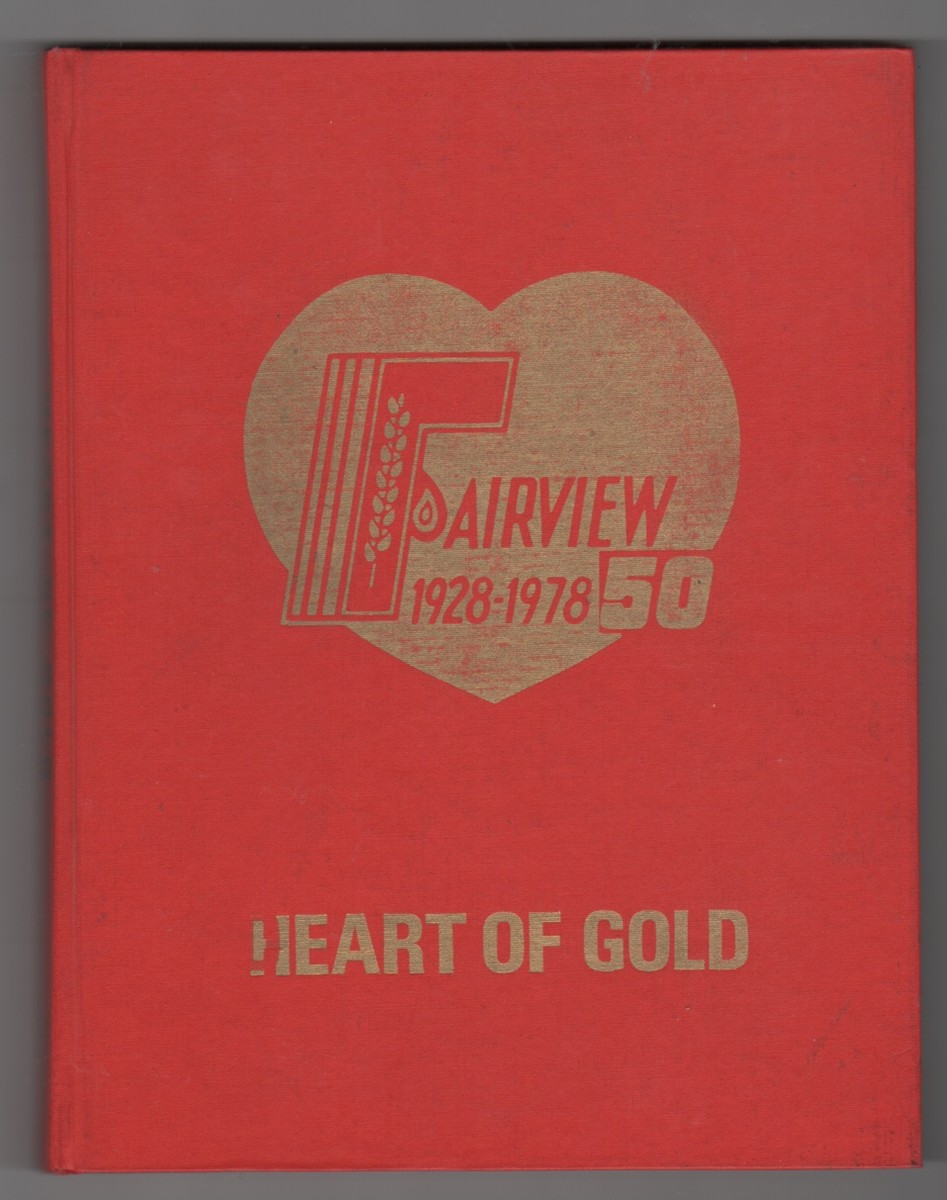 FAIRVIEW
1928-1978 50
HEART OF GOLD